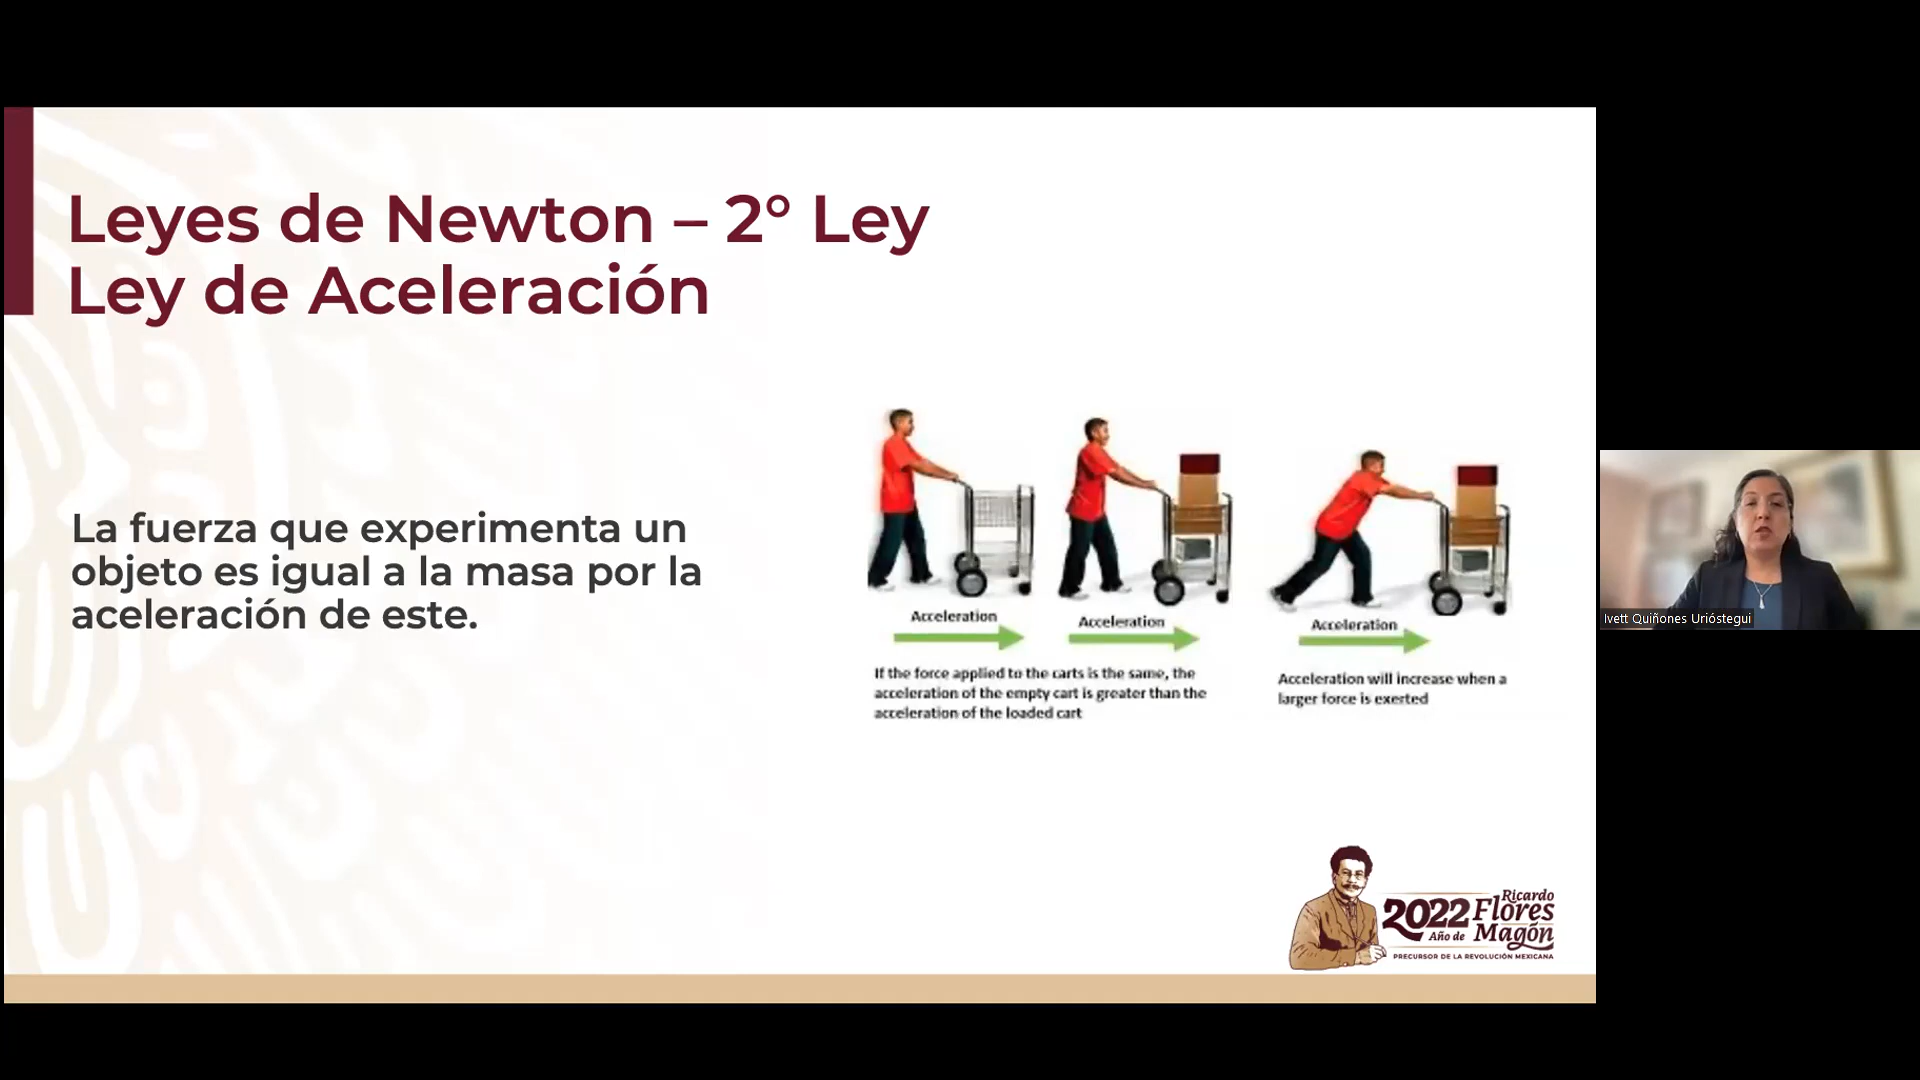 Leyes de Newton – 2° Ley
Ley de Aceleración
La fuerza que experimenta un
objeto es igual a la masa por la
aceleración de este.
Acceleration
Acceleration
If the force applied to the carts is the same, the
acceleration of the empty cart is greater than the
acceleration of the loaded cart
Acceleration
Acceleration will increase when a
larger force is exerted
2022 Ricardo
Flores
Año de Magón
PRECURSOR DE LA REVOLUCIÓN MEXICANA
Ivett Quiñones Urióstegui